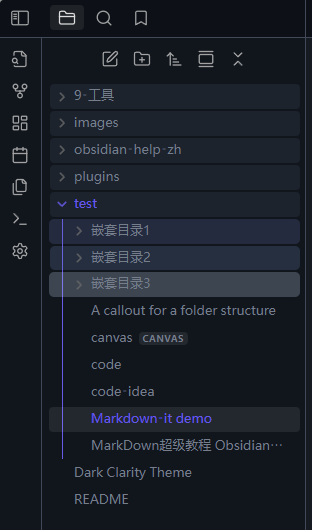 9-工具
images
obsidian-help-zh
plugins
test
嵌套目录1
嵌套目录2
嵌套目录3
A callout for a folder structure
canvas CANVAS
code
code-idea
Markdown-it demo
MarkDown超级教程 Obsidian···
Dark Clarity Theme
README